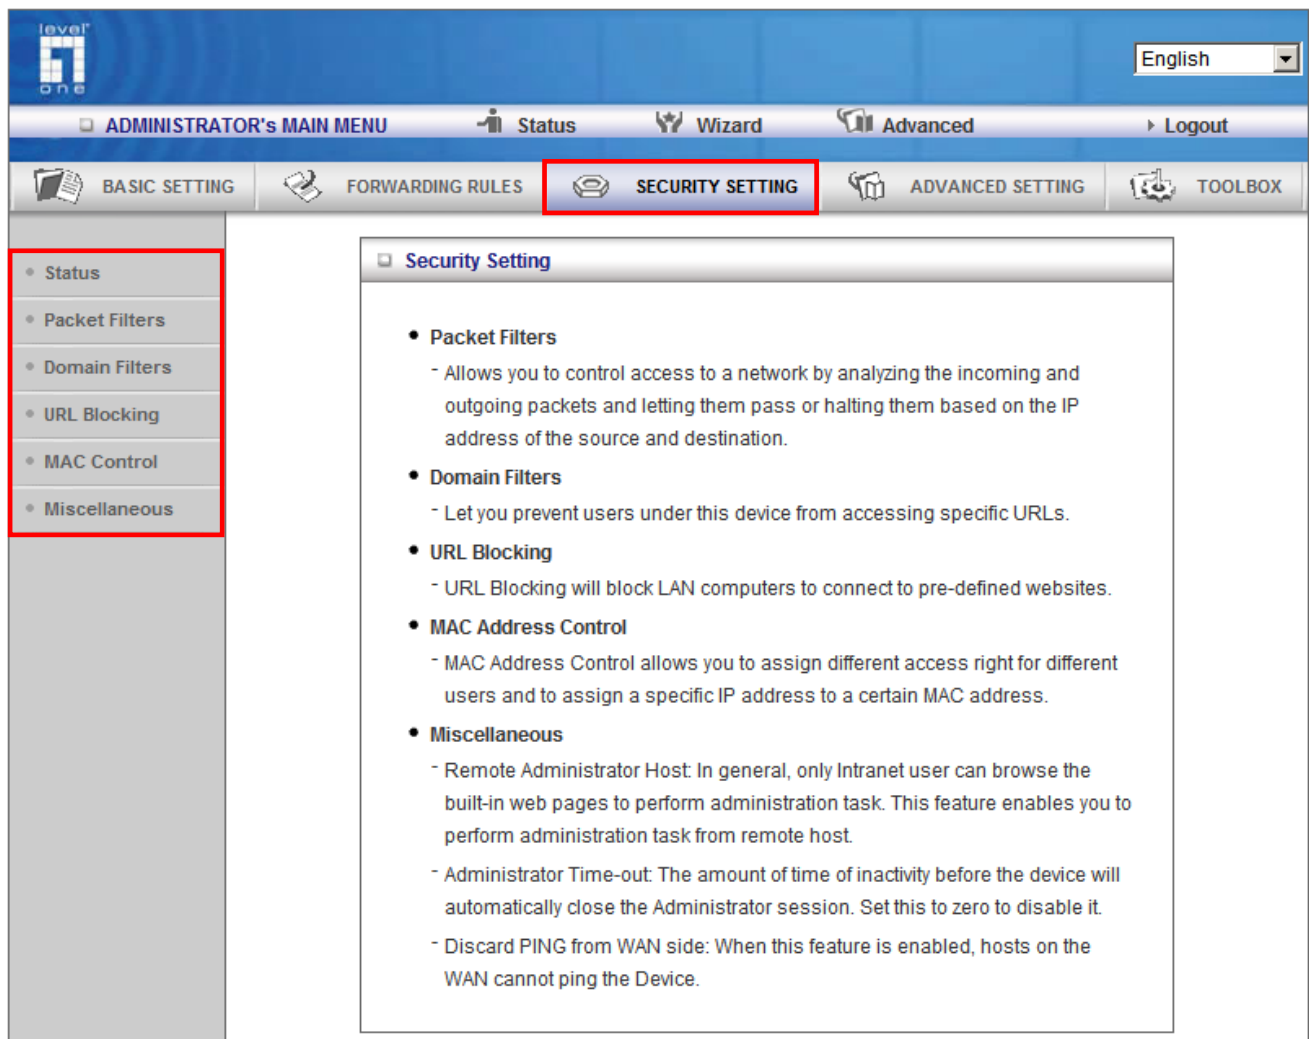 level
one
English
ADMINISTRATOR's MAIN MENU Status Wizard Advanced Logout
BASIC SETTING FORWARDING RULES SECURITY SETTING ADVANCED SETTING TOOLBOX
Status
Packet Filters
Domain Filters
URL Blocking
MAC Control
Miscellaneous
Security Setting
• Packet Filters
- Allows you to control access to a network by analyzing the incoming and
outgoing packets and letting them pass or halting them based on the IP
address of the source and destination.
• Domain Filters
- Let you prevent users under this device from accessing specific URLs.
• URL Blocking
- URL Blocking will block LAN computers to connect to pre-defined websites.
• MAC Address Control
- MAC Address Control allows you to assign different access right for different
users and to assign a specific IP address to a certain MAC address.
• Miscellaneous
- Remote Administrator Host: In general, only Intranet user can browse the
built-in web pages to perform administration task. This feature enables you to
perform administration task from remote host.
- Administrator Time-out: The amount of time of inactivity before the device will
automatically close the Administrator session. Set this to zero to disable it.
- Discard PING from WAN side: When this feature is enabled, hosts on the
WAN cannot ping the Device.